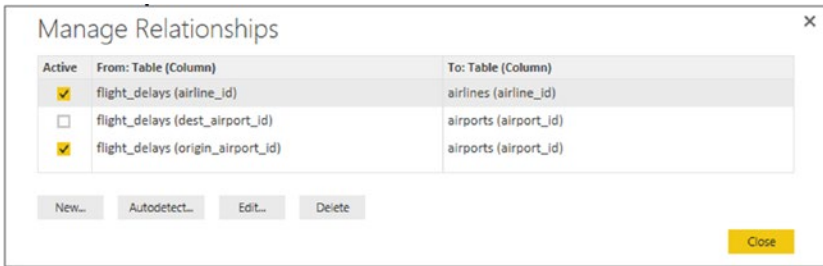 Manage Relationships
Active From: Table (Column) To: Table (Column)
flight_delays (airline_id) airlines (airline_id)
flight_delays (dest_airport_id) airports (airport_id)
flight_delays (origin_airport_id) airports (airport_id)
New... Autodetect... Edit... Delete
Close